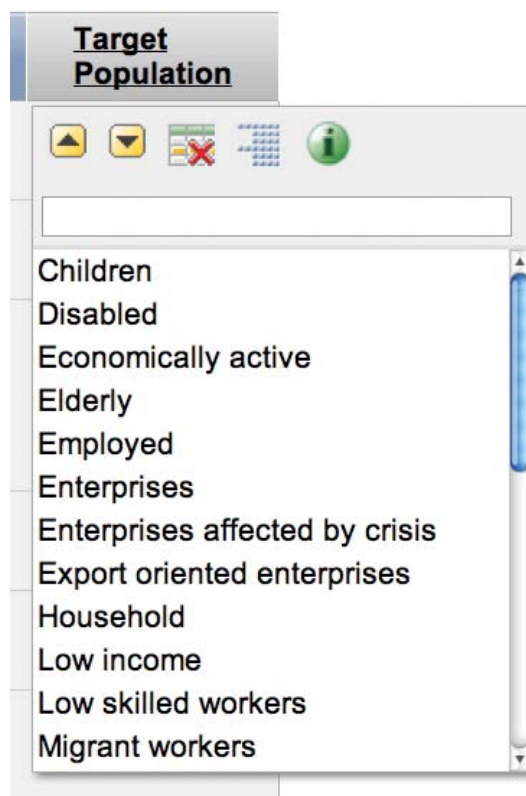 Target
Population
Children
Disabled
Economically active
Elderly
Employed
Enterprises
Enterprises affected by crisis
Export oriented enterprises
Household
Low income
Low skilled workers
Migrant workers